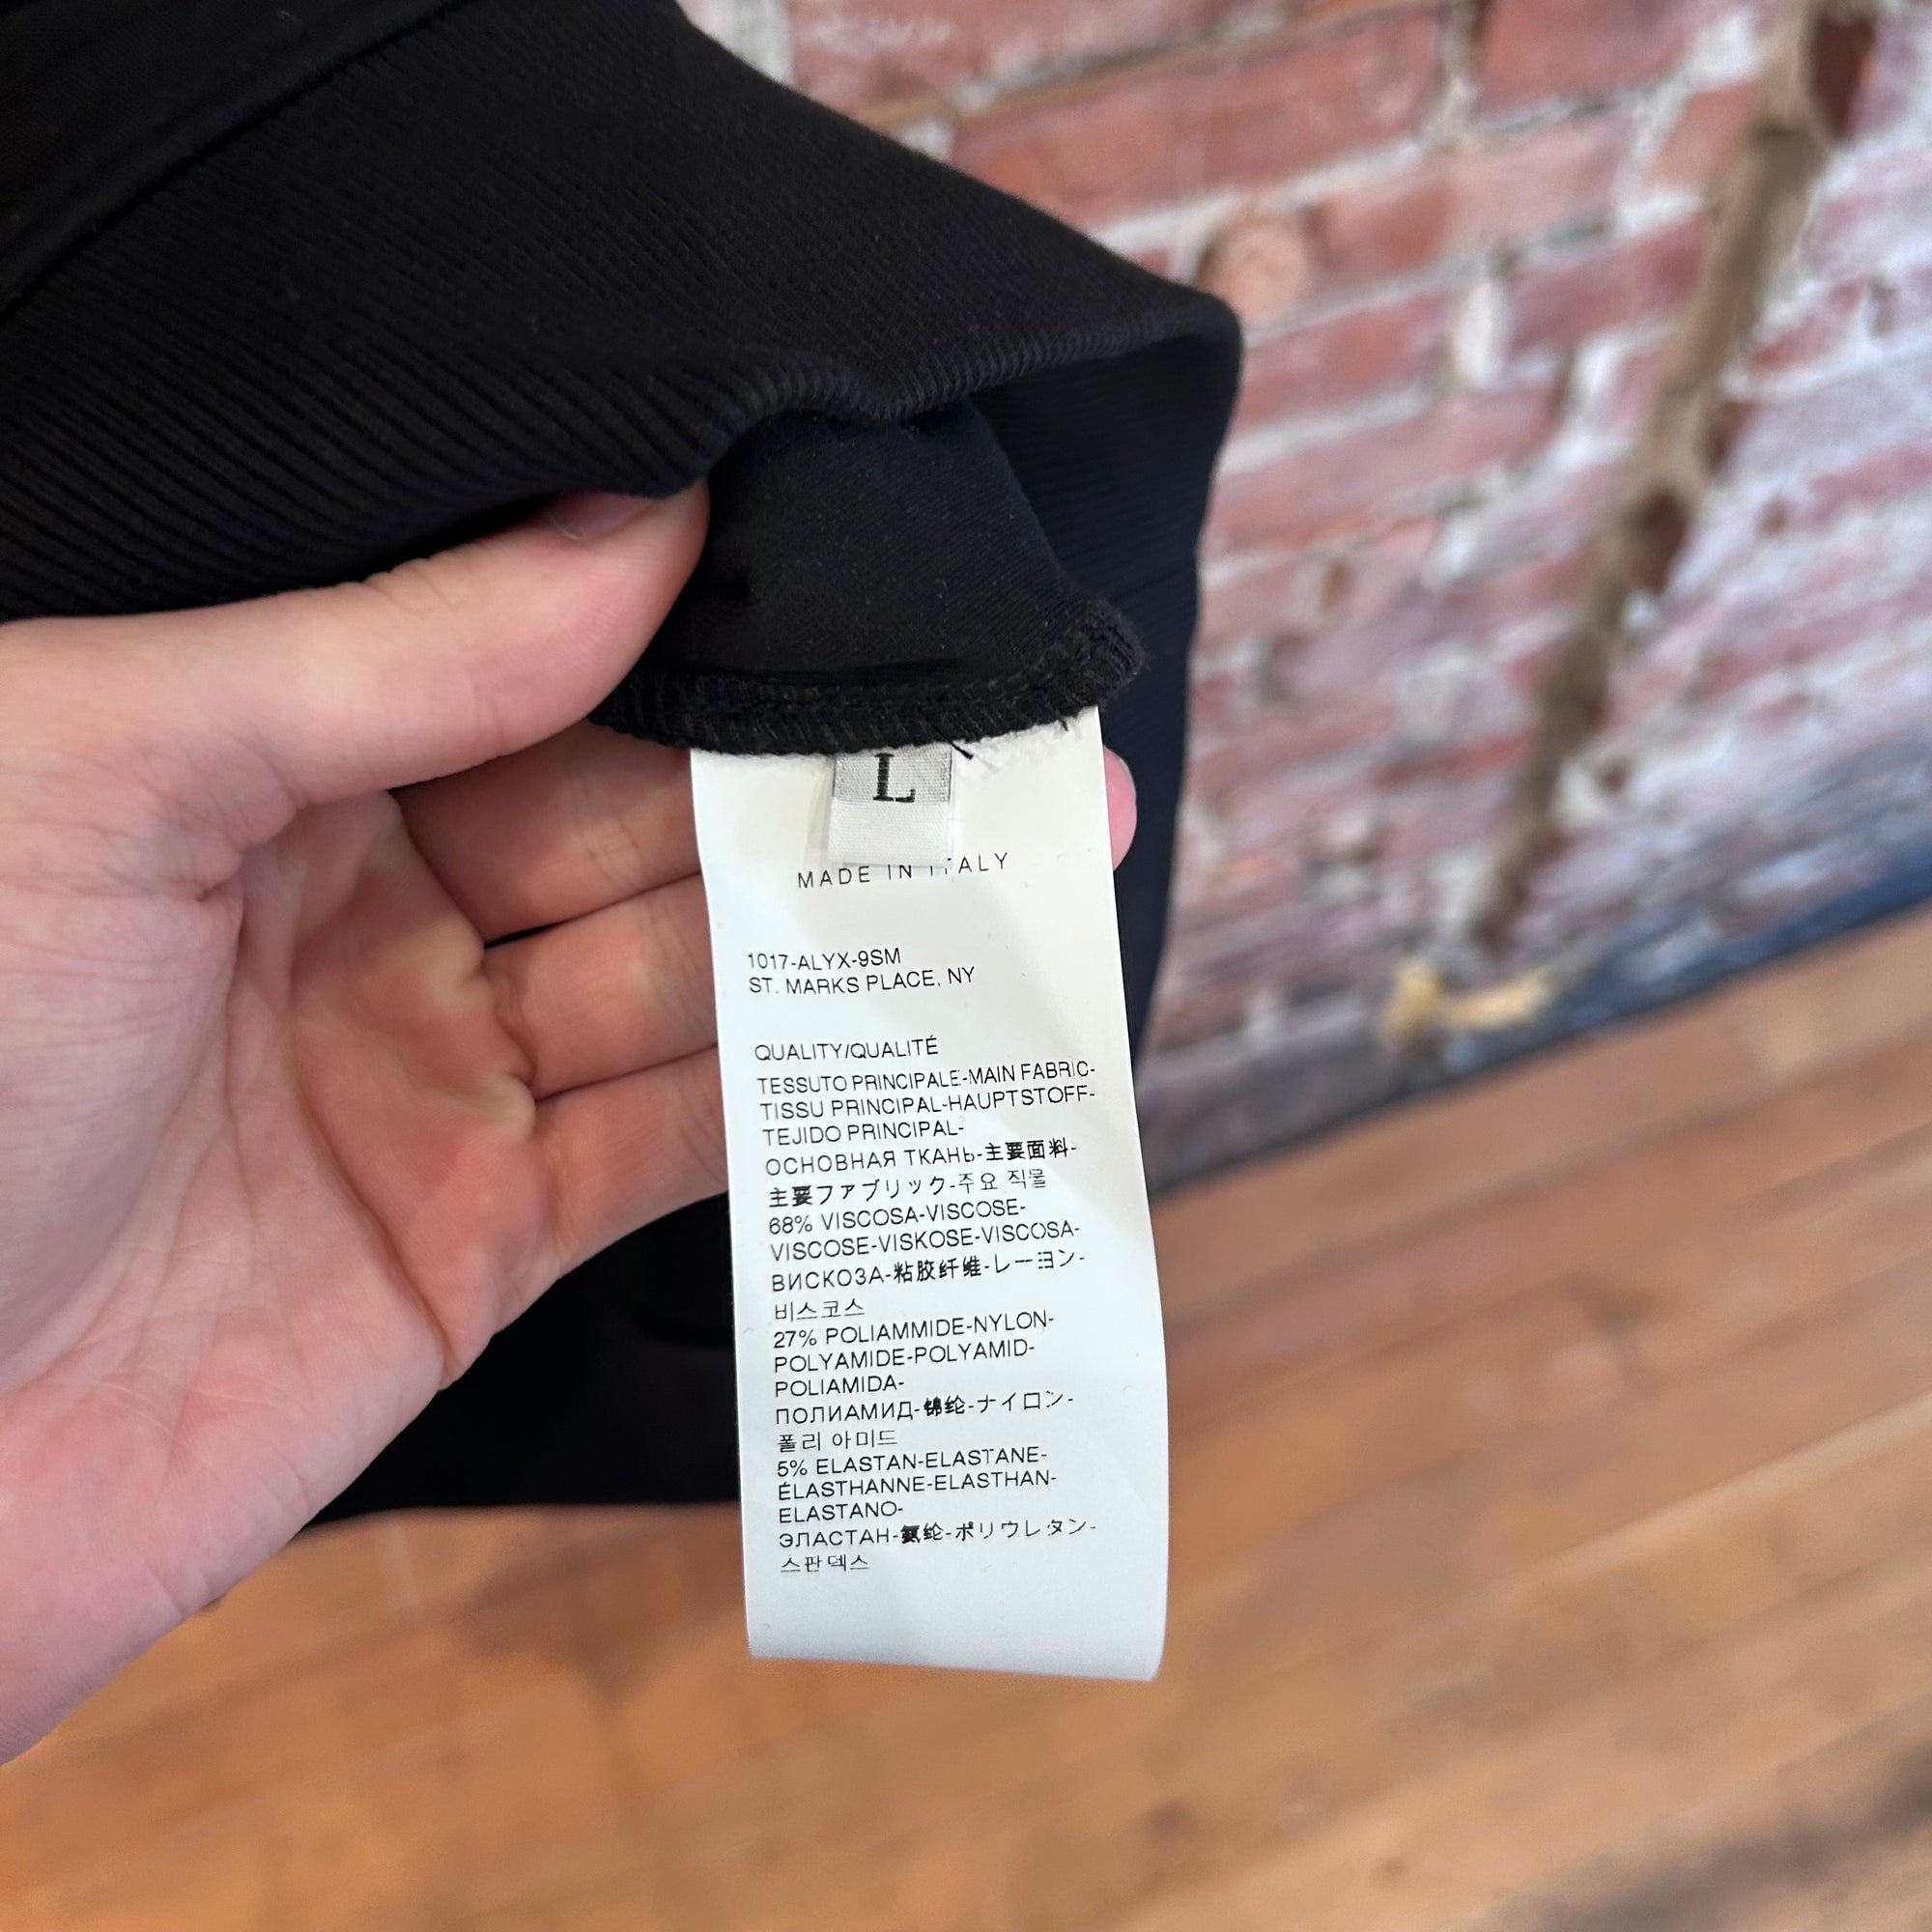 L
MADE IN ITALY
1017-ALYX-9SM
ST. MARKS PLACE, NY
QUALITY/QUALITÉ
TESSUTO PRINCIPALE-MAIN FABRIC-
TISSU PRINCIPAL-HAUPTSTOFF-
TEJIDO PRINCIPAL-
ОСНОВНАЯ ТКАНЬ-主要面料-
主要ファブリック-주요 직물
68% VISCOSA-VISCOSE-
VISCOSE-VISKOSE-VISCOSA-
ВИСКОЗА-粘胶纤维-レーヨン-
비스코스
27% POLIAMMIDE-NYLON-
POLYAMIDE-POLYAMID-
POLIAMIDA-
ПОЛИАМИД-锦纶-ナイロン-
폴리 아미드
5% ELASTAN-ELASTANE-
ÉLASTHANNE-ELASTHAN-
ELASTANO-
ЭЛАСТАН-氨纶-ポリウレタン-
스판덱스